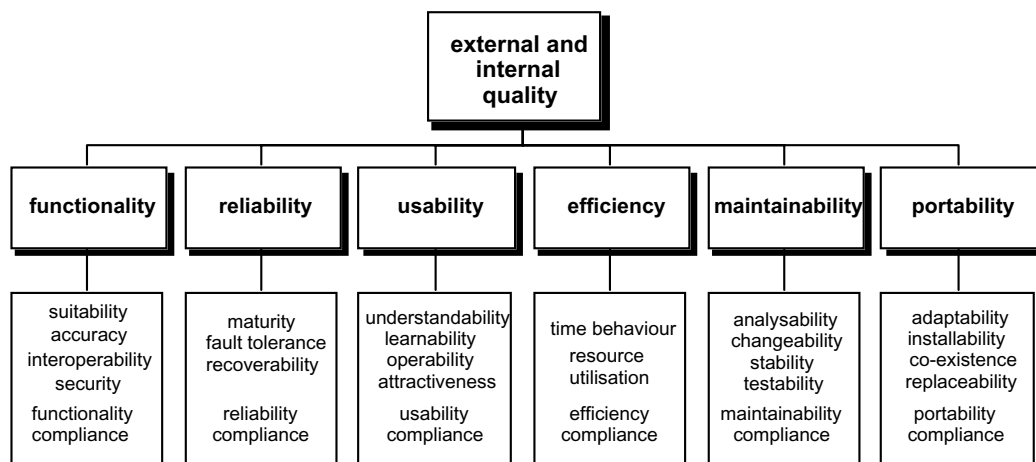 external and
internal
quality
functionality
reliability
usability
efficiency
maintainability
portability
suitability
accuracy
interoperability
security
functionality
compliance
maturity
fault tolerance
recoverability
reliability
compliance
understandability
learnability
operability
attractiveness
usability
compliance
time behaviour
resource
utilisation
efficiency
compliance
analysability
changeability
stability
testability
maintainability
compliance
adaptability
installability
co-existence
replaceability
portability
compliance